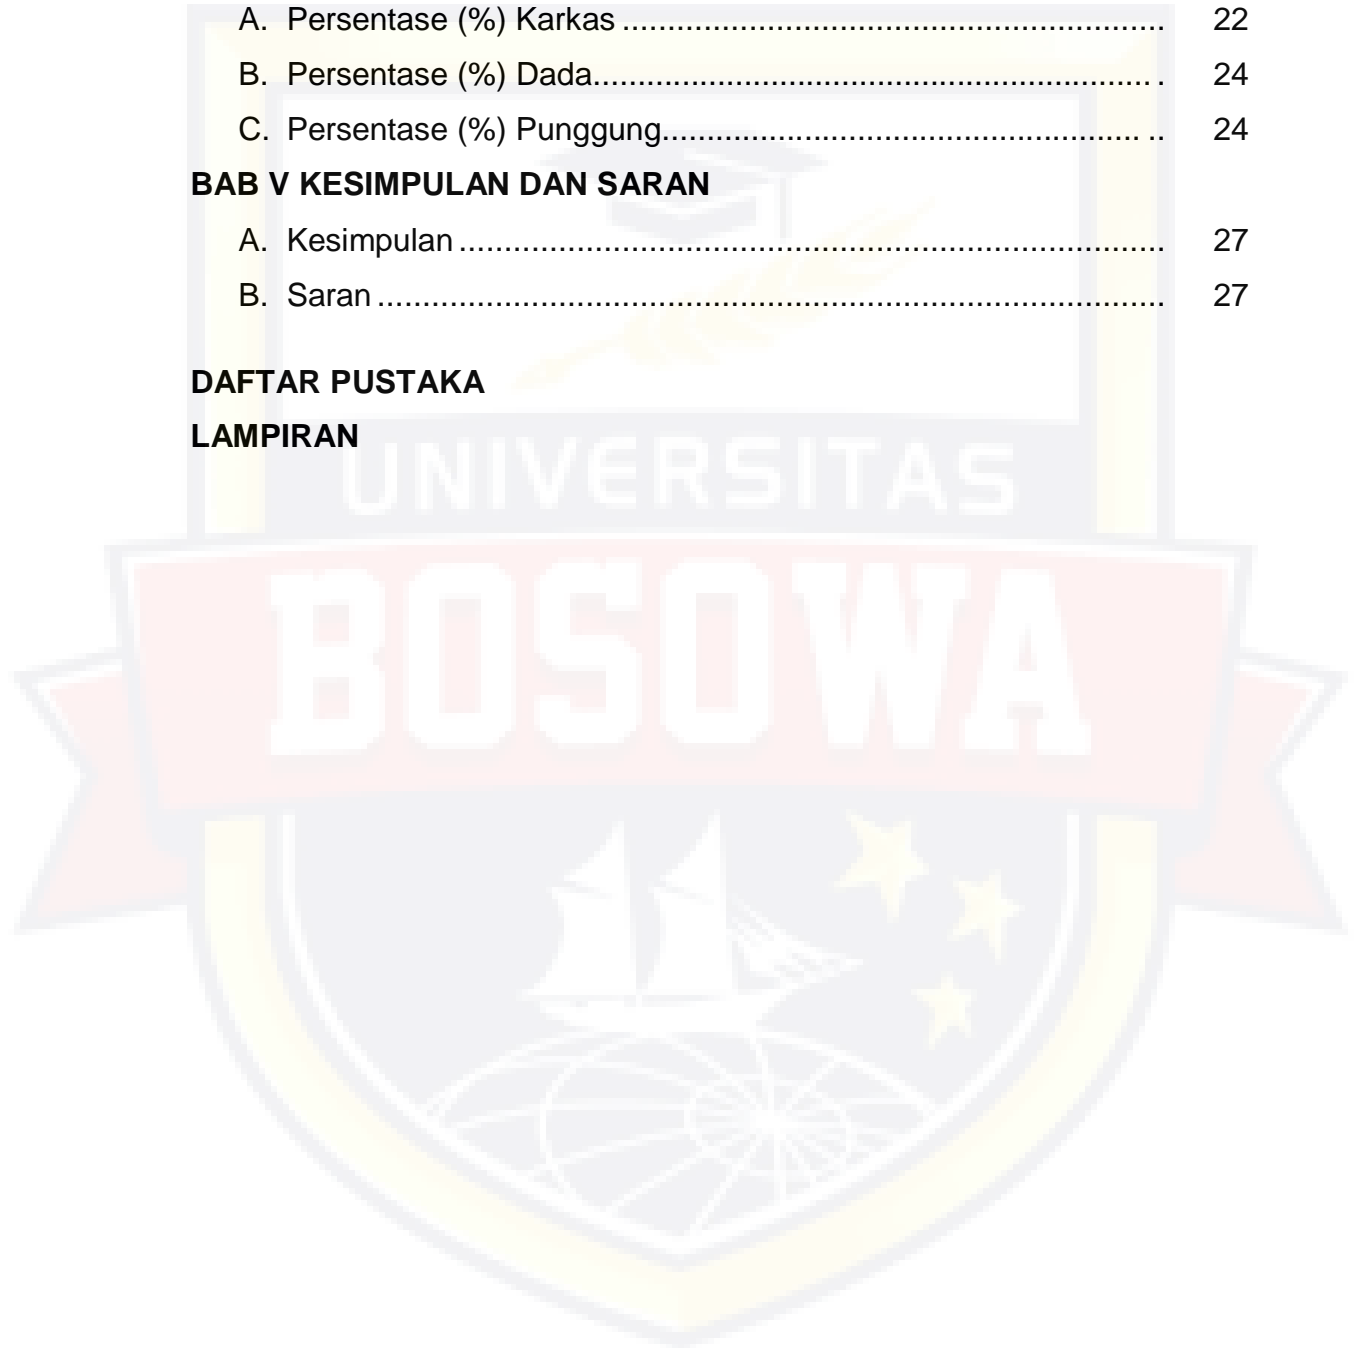 A. Persentase (%) Karkas ............................................................ 22
B. Persentase (%) Dada.............................................................. . 24
C. Persentase (%) Punggung..................................................... .. 24
BAB V KESIMPULAN DAN SARAN
A. Kesimpulan .............................................................................. 27
B. Saran ....................................................................................... 27
DAFTAR PUSTAKA
LAMPIRAN
UNIVERSITAS
BOSOWA